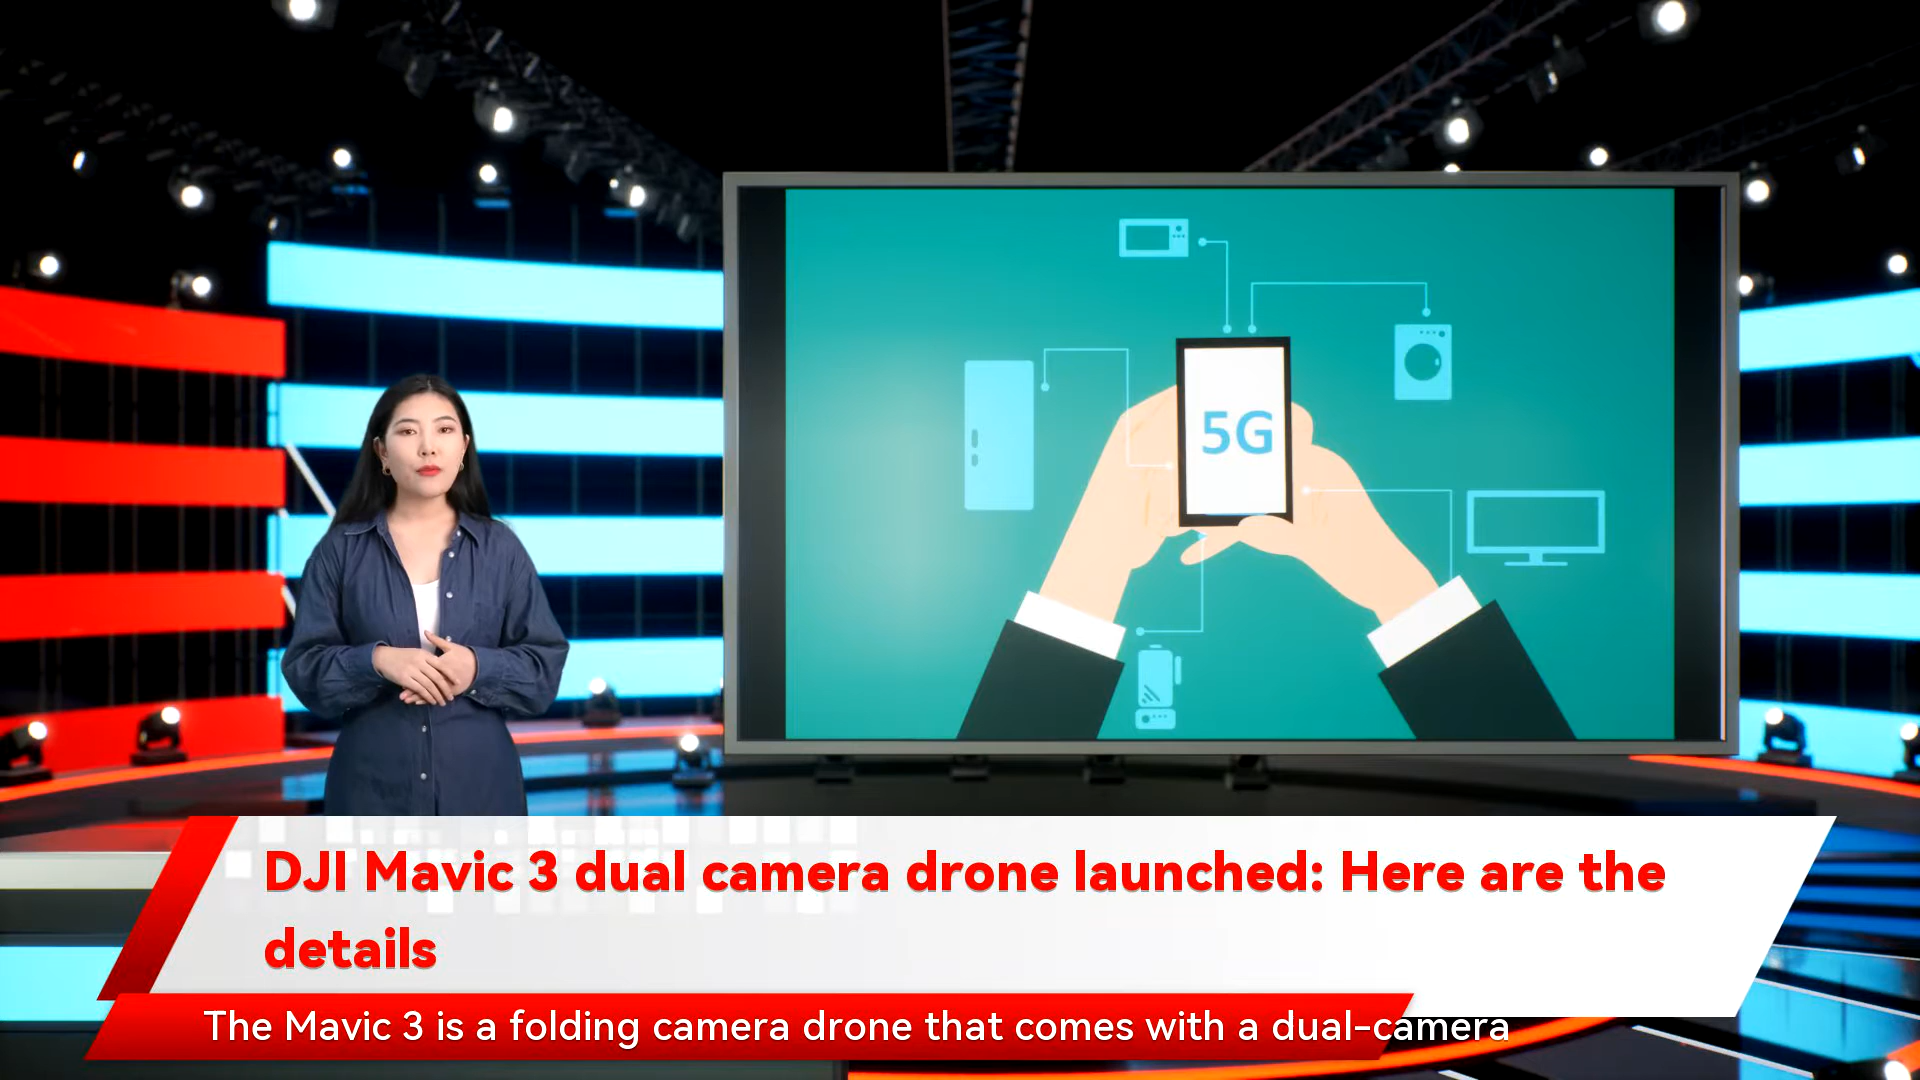 5G
DJI Mavic 3 dual camera drone launched: Here are the
details
The Mavic 3 is a folding camera drone that comes with a dual-camera